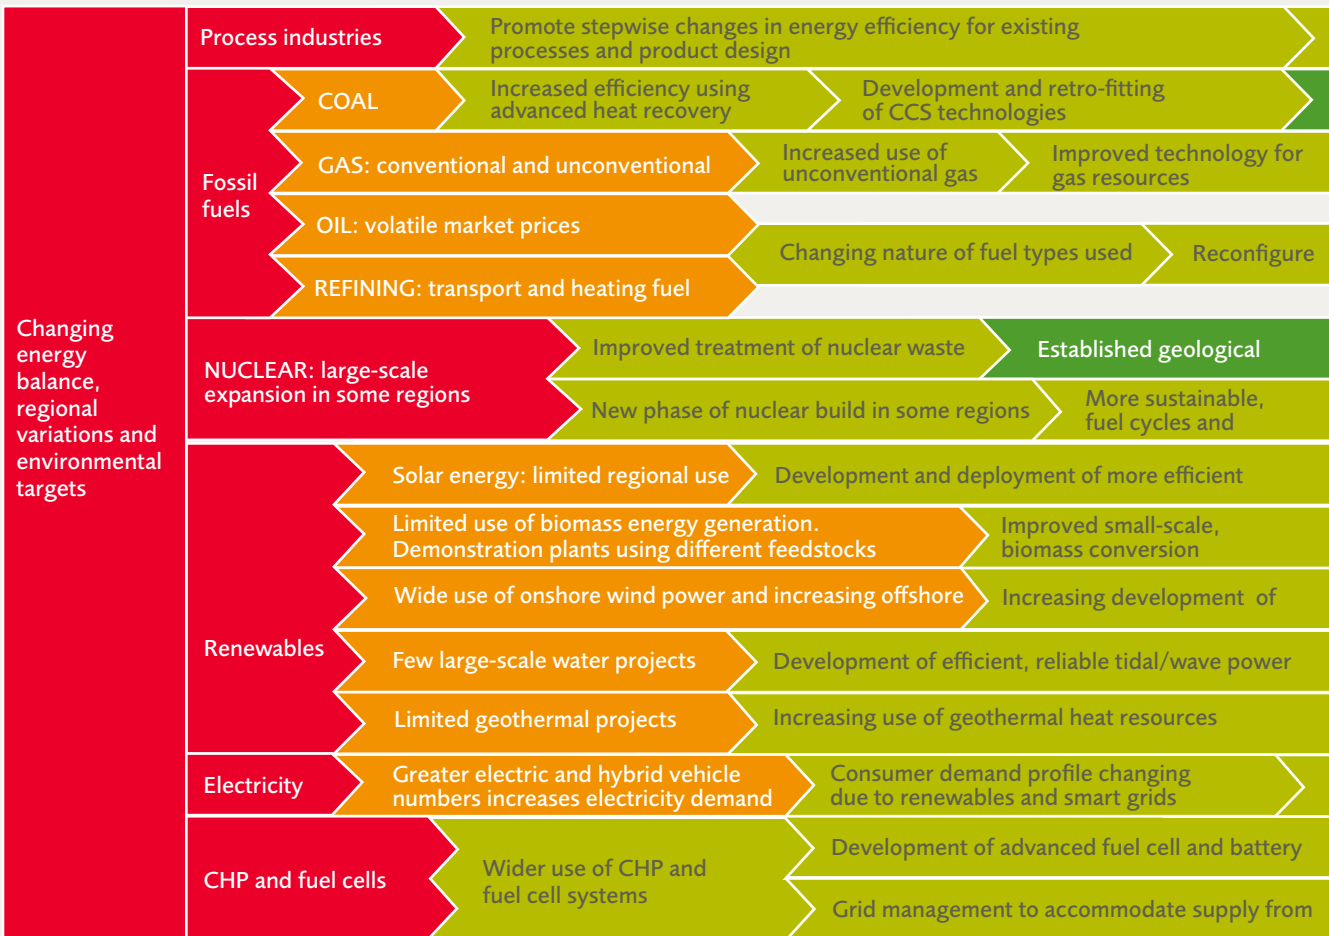 Changing
energy
balance,
regional
variations and
environmental
targets
Process industries
Promote stepwise changes in energy efficiency for existing
processes and product design
Fossil
fuels
COAL
Increased efficiency using
advanced heat recovery
Development and retro-fitting
of CCS technologies
GAS: conventional and unconventional
Increased use of
unconventional gas
Improved technology for
gas resources
OIL: volatile market prices
REFINING: transport and heating fuel
Changing nature of fuel types used
Reconfigure
NUCLEAR: large-scale
expansion in some regions
Improved treatment of nuclear waste
Established geological
New phase of nuclear build in some regions
More sustainable,
fuel cycles and
Renewables
Solar energy: limited regional use
Development and deployment of more efficient
Limited use of biomass energy generation.
Demonstration plants using different feedstocks
Improved small-scale,
biomass conversion
Wide use of onshore wind power and increasing offshore
Increasing development of
Few large-scale water projects
Development of efficient, reliable tidal/wave power
Limited geothermal projects
Increasing use of geothermal heat resources
Electricity
Greater electric and hybrid vehicle
numbers increases electricity demand
Consumer demand profile changing
due to renewables and smart grids
CHP and fuel cells
Wider use of CHP and
fuel cell systems
Development of advanced fuel cell and battery
Grid management to accommodate supply from